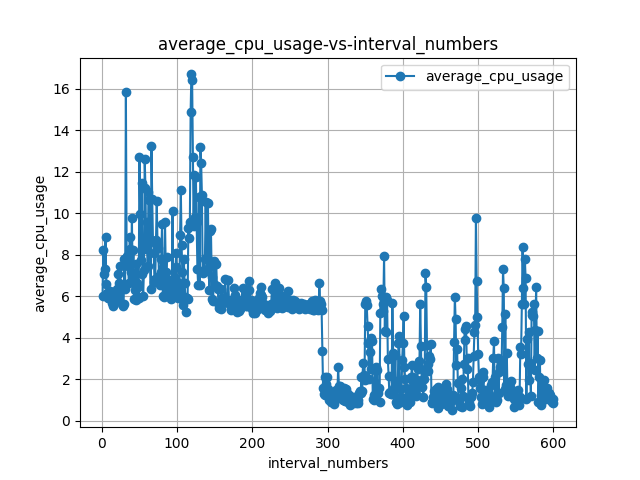 average_cpu_usage-vs-interval_numbers
average_cpu_usage
16
14
12
10
8
6
4
2
0
average_cpu_usage
0 100 200 300 400 500 600
interval_numbers